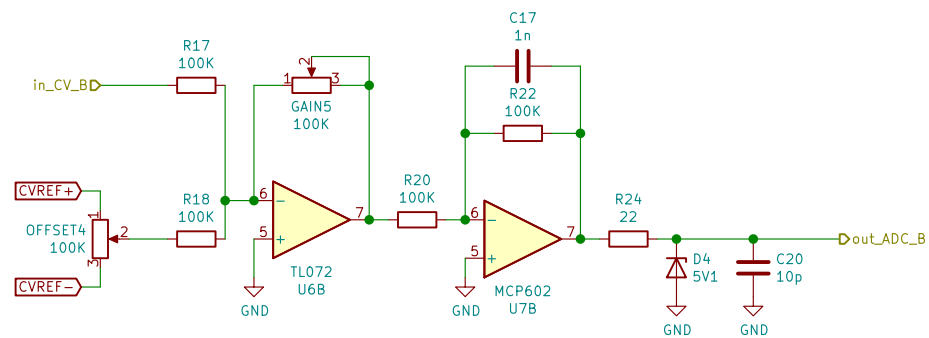 C17
1n
R17
100K
2
in_CV_B
1
3
GAIN5
100K
R22
100K
CVREF+
R18
100K
R20
100K
R24
22
1
OFFSET4
100K
2
3
6
5
7
6
5
7
out_ADC_B
CVREF-
TL072
U6B
MCP602
U7B
D4
5V1
C20
10p
GND
GND
GND
GND